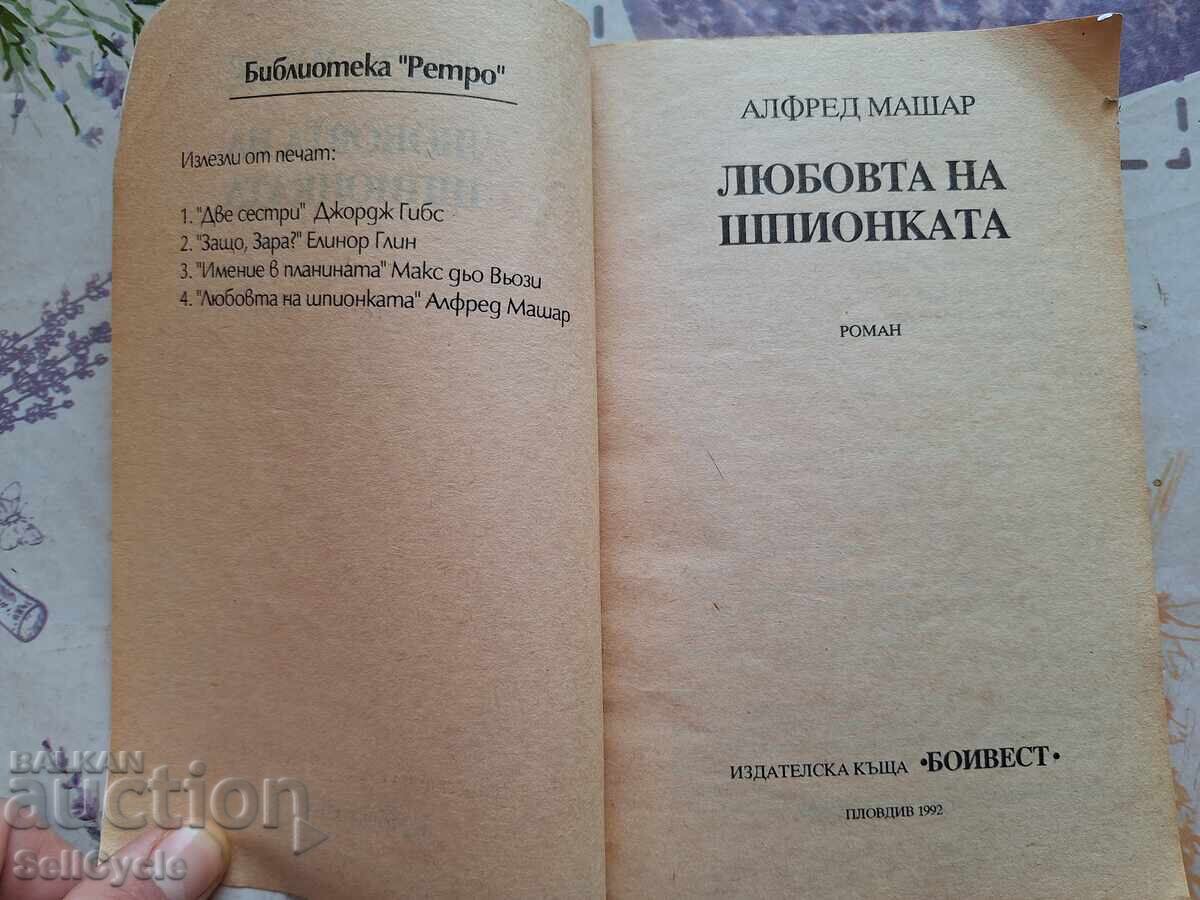 Библиотека "Ретро"
Излезли от печат:
1. "Две сестри" Джордж Гибс
2. "Защо, Зара?" Елинор Глин
3. "Имение в планината" Макс дьо Вьози
4. "Любовта на шпионката" Алфред Машар
АЛФРЕД МАШАР
ЛЮБОВТА НА
ШПИОНКАТА
РОМАН
ИЗДАТЕЛСКА КЪЩА •БОИВЕСТ•
ПЛОВДИВ 1992
BALKAN
auction
SellCycle